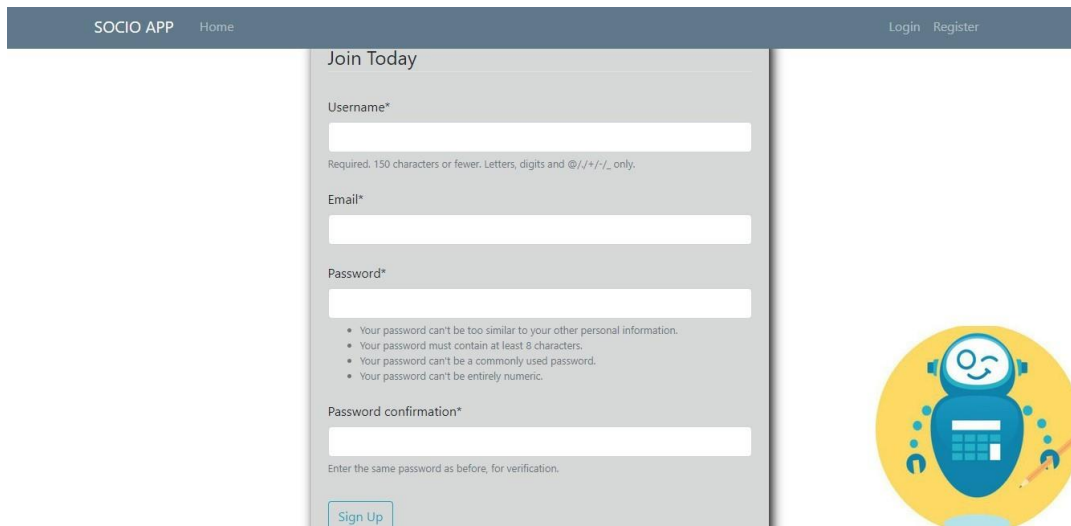 SOCIO APP Home Login Register
Join Today
Username*
Required. 150 characters or fewer. Letters, digits and @/./+/-/_ only.
Email*
Password*
Your password can't be too similar to your other personal information.
Your password must contain at least 8 characters.
Your password can't be a commonly used password.
Your password can't be entirely numeric.
Password confirmation*
Enter the same password as before, for verification.
Sign Up